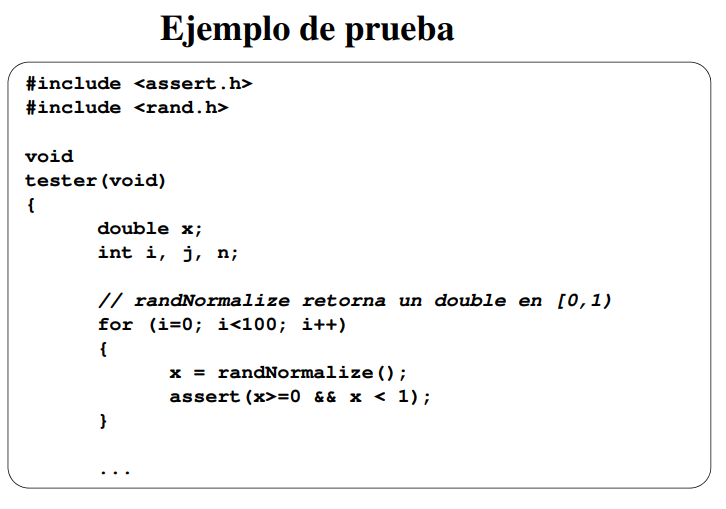 Ejemplo de prueba
#include <assert.h>
#include <rand.h>
void
tester(void)
{
double x;
int i, j, n;
// randNormalize retorna un double en [0,1)
for (i=0; i<100; i++)
{
x = randNormalize();
assert(x>=0 && x < 1);
}
...